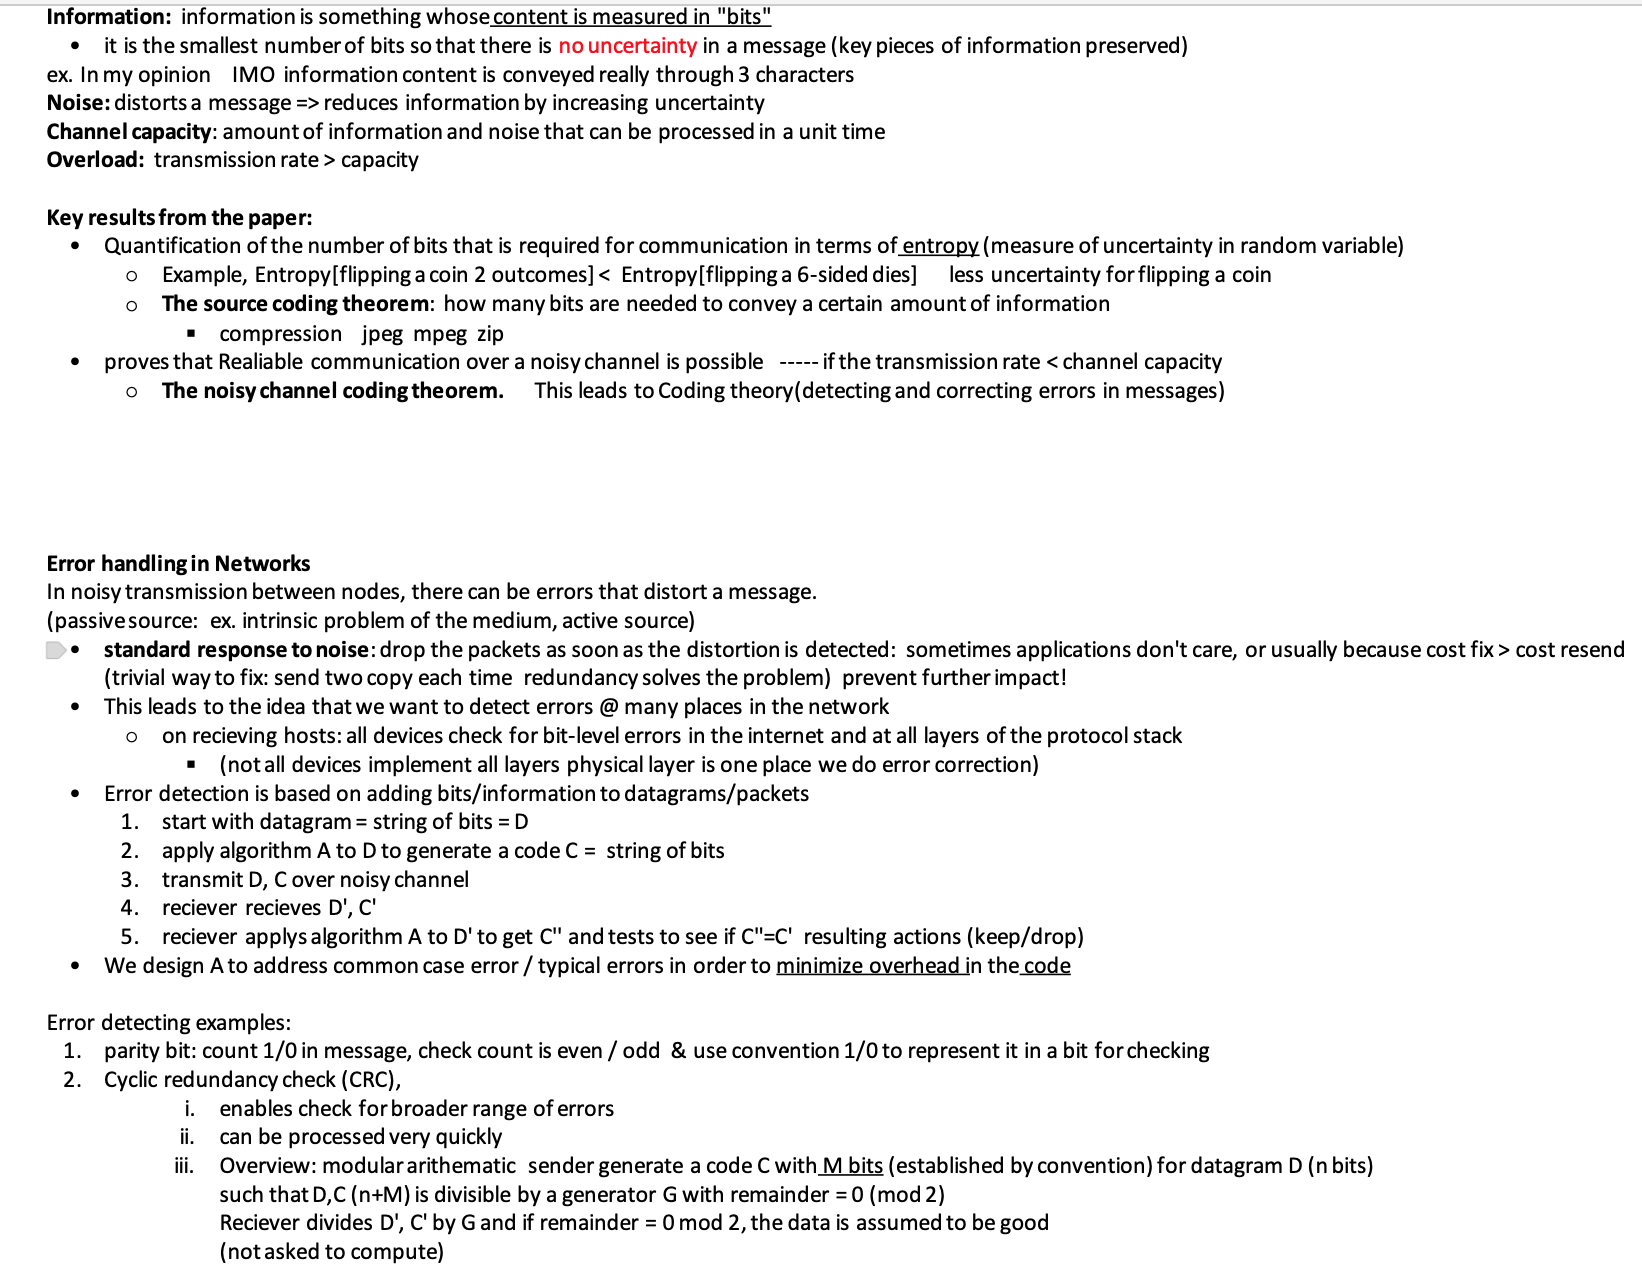 Information: information is something whose content is measured in "bits"
• it is the smallest number of bits so that there is no uncertainty in a message (key pieces of information preserved)
ex. In my opinion IMO information content is conveyed really through 3 characters
Noise: distorts a message => reduces information by increasing uncertainty
Channel capacity: amount of information and noise that can be processed in a unit time
Overload: transmission rate > capacity
Key results from the paper:
• Quantification of the number of bits that is required for communication in terms of entropy (measure of uncertainty in random variable)
o Example, Entropy[flipping a coin 2 outcomes] < Entropy[flipping a 6-sided dies] less uncertainty for flipping a coin
o The source coding theorem: how many bits are needed to convey a certain amount of information
▪ compression jpeg mpeg zip
• proves that Realiable communication over a noisy channel is possible ----- if the transmission rate < channel capacity
o The noisy channel coding theorem. This leads to Coding theory(detecting and correcting errors in messages)
Error handling in Networks
In noisy transmission between nodes, there can be errors that distort a message.
(passive source: ex. intrinsic problem of the medium, active source)
• standard response to noise: drop the packets as soon as the distortion is detected: sometimes applications don't care, or usually because cost fix > cost resend
(trivial way to fix: send two copy each time redundancy solves the problem) prevent further impact!
• This leads to the idea that we want to detect errors @ many places in the network
o on recieving hosts: all devices check for bit-level errors in the internet and at all layers of the protocol stack
▪ (not all devices implement all layers physical layer is one place we do error correction)
• Error detection is based on adding bits/information to datagrams/packets
1. start with datagram = string of bits = D
2. apply algorithm A to D to generate a code C = string of bits
3. transmit D, C over noisy channel
4. reciever recieves D', C'
5. reciever applys algorithm A to D' to get C" and tests to see if C"=C' resulting actions (keep/drop)
• We design A to address common case error / typical errors in order to minimize overhead in the code
Error detecting examples:
1. parity bit: count 1/0 in message, check count is even / odd & use convention 1/0 to represent it in a bit for checking
2. Cyclic redundancy check (CRC),
i. enables check for broader range of errors
ii. can be processed very quickly
iii. Overview: modular arithematic sender generate a code C with M bits (established by convention) for datagram D (n bits)
such that D,C (n+M) is divisible by a generator G with remainder = 0 (mod 2)
Reciever divides D', C' by G and if remainder = 0 mod 2, the data is assumed to be good
(not asked to compute)